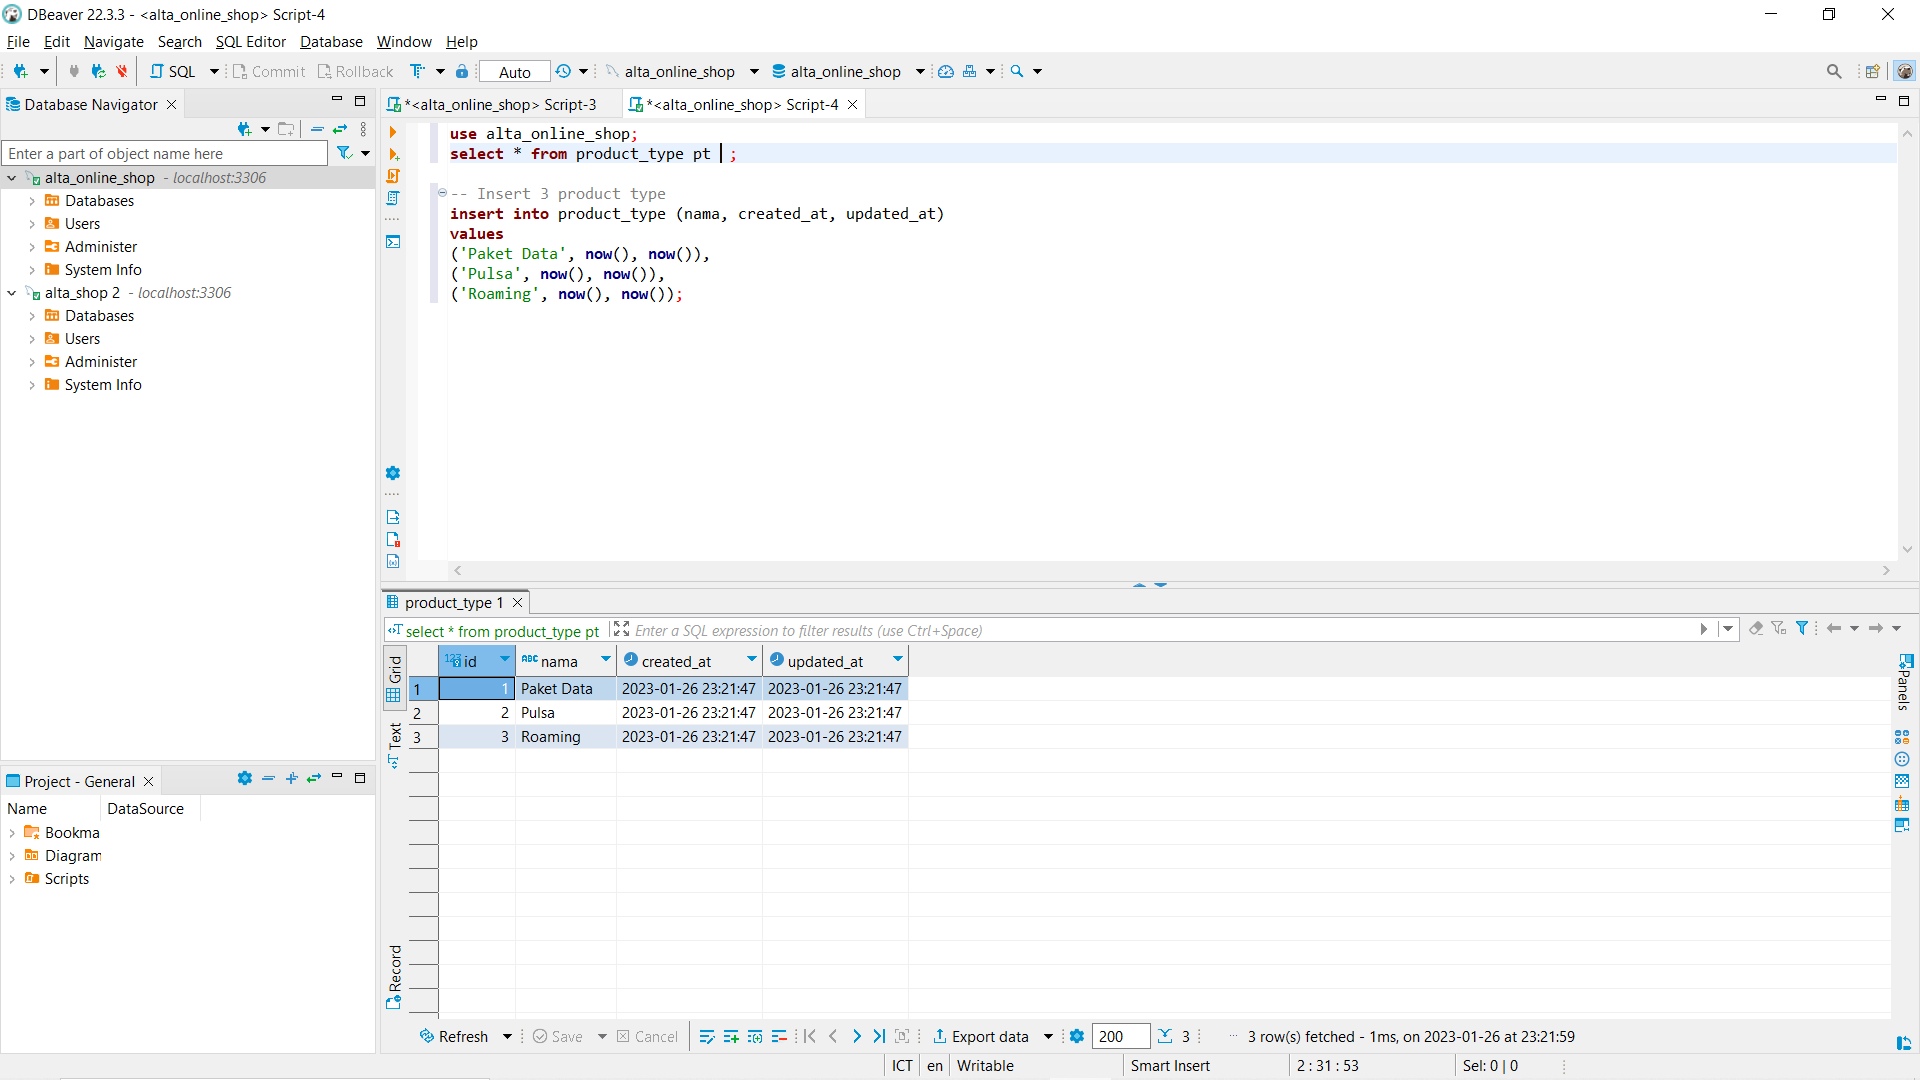 DBeaver 22.3.3 - <alta_online_shop> Script-4
File Edit Navigate Search SQL Editor Database Window Help
SQL Commit Rollback Auto alta_online_shop alta_online_shop
Database Navigator
Enter a part of object name here
alta_online_shop - localhost:3306
Databases
Users
Administer
System Info
alta_shop 2 - localhost:3306
Databases
Users
Administer
System Info
Project - General
Name DataSource
Bookma
Diagram
Scripts
*<alta_online_shop> Script-3 *<alta_online_shop> Script-4
use alta_online_shop;
select * from product_type pt ;
-- Insert 3 product type
insert into product_type (nama, created_at, updated_at)
values
('Paket Data', now(), now()),
('Pulsa', now(), now()),
('Roaming', now(), now());
product_type 1
select * from product_type pt Enter a SQL expression to filter results (use Ctrl+Space)
Grid
Text
Record
123 id ABC nama created_at updated_at
1 1 Paket Data 2023-01-26 23:21:47 2023-01-26 23:21:47
2 2 Pulsa 2023-01-26 23:21:47 2023-01-26 23:21:47
3 3 Roaming 2023-01-26 23:21:47 2023-01-26 23:21:47
Panels
Refresh Save Cancel Export data 200 3 3 row(s) fetched - 1ms, on 2023-01-26 at 23:21:59
ICT en Writable Smart Insert 2 : 31 : 53 Sel: 0 | 0